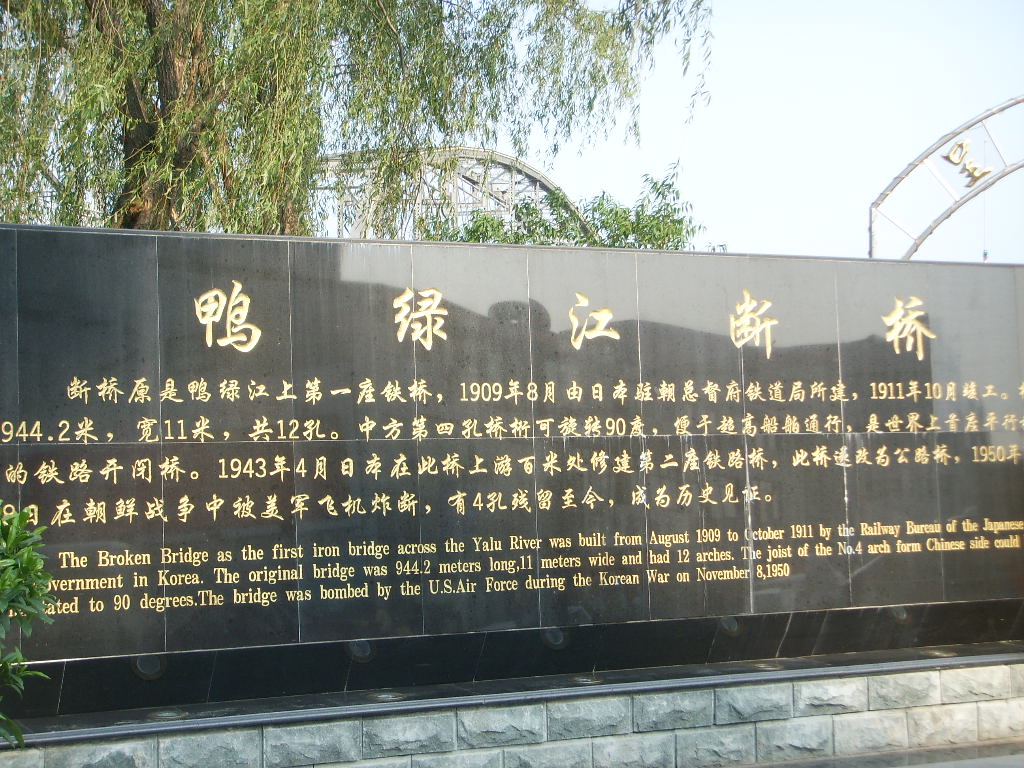 鸭绿江断桥
断桥原是鸭绿江上第一座铁桥，1909年8月由日本驻朝总督府铁道局所建，1911年10月竣工。
944.2米，宽11米，共12孔。中方第四孔桥桁可旋转90度，便于超高船舶通行，是世界上首座平行
的铁路开闭桥。1943年4月日本在此桥上游百米处修建第二座铁路桥，此桥遂改为公路桥，1950年
8日在朝鲜战争中被美军飞机炸断，有4孔残留至今，成为历史见证。
The Broken Bridge as the first iron bridge across the Yalu River was built from August 1909 to October 1911 by the Railway Bureau of the Japanese
vernment in Korea. The original bridge was 944.2 meters long,11 meters wide and had 12 arches. The joist of the No.4 arch form Chinese side could
tated to 90 degrees.The bridge was bombed by the U.S.Air Force during the Korean War on November 8,1950